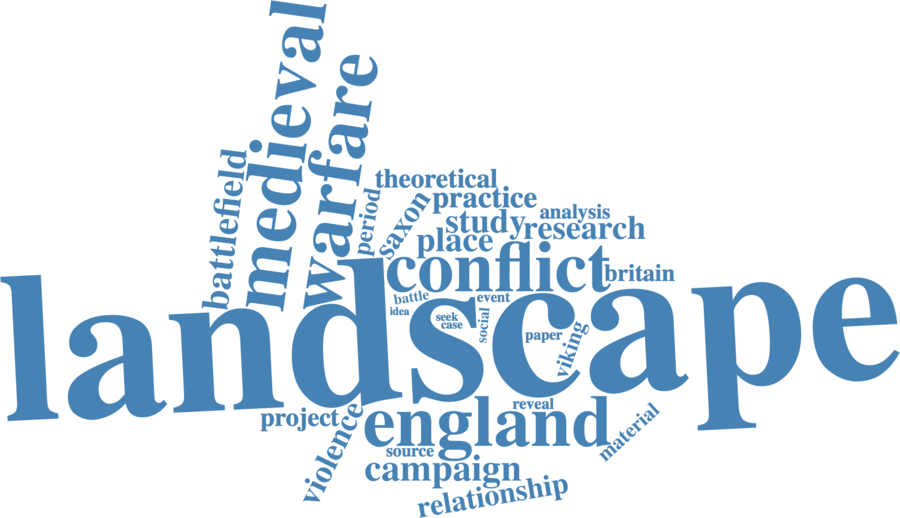 medieval
warfare
battlefield
theoretical
period
saxon
practice
study
analysis
research
place
conflict
britain
landscape
battle
event
idea
seek
case
social
paper
viking
reveal
project
violence
england
material
source
campaign
relationship